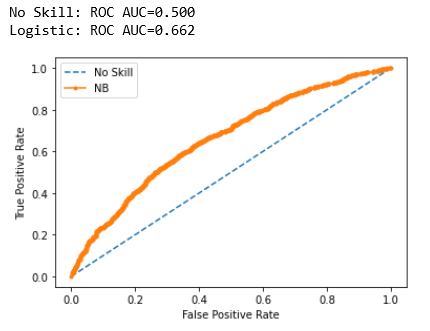 No Skill: ROC AUC=0.500
Logistic: ROC AUC=0.662
No Skill
NB
True Positive Rate
1.0
0.8
0.6
0.4
0.2
0.0
0.0 0.2 0.4 0.6 0.8 1.0
False Positive Rate